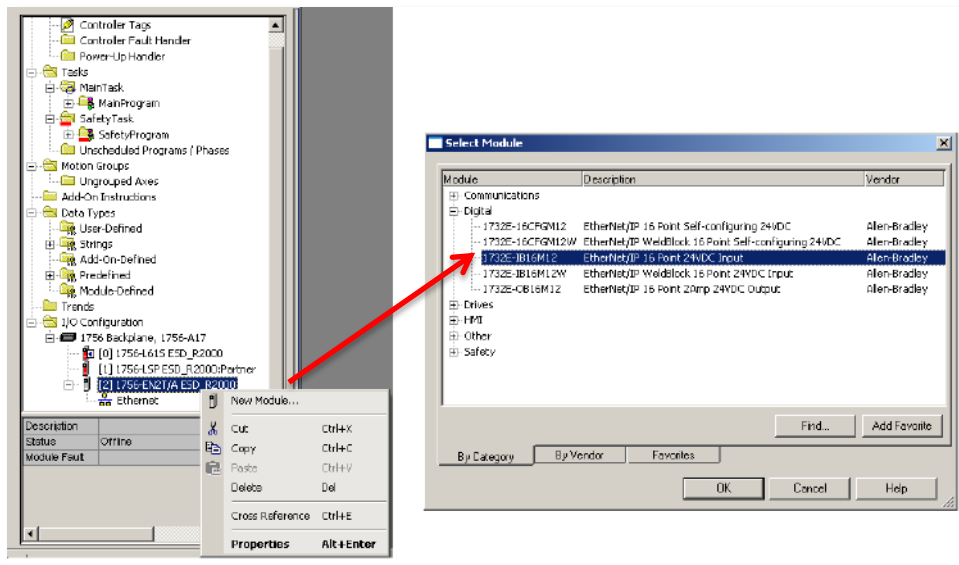 Controller Tags
Controller Fault Handler
Power-Up Handler
Tasks
MainTask
MainProgram
SafetyTask
SafetyProgram
Unscheduled Programs / Phases
Motion Groups
Ungrouped Axes
Add-On Instructions
Data Types
User-Defined
Strings
Add-On-Defined
Predefined
Module-Defined
Trends
I/O Configuration
1756 Backplane, 1756-A17
[0] 1756-L61S ESD_R2000
[1] 1756-LSP ESD_R2000:Partner
[2] 1756-EN2T/A ESD_R2000
Ethernet
Description
Status Offline
Module Fault
New Module...
Cut Ctrl+X
Copy Ctrl+C
Paste Ctrl+V
Delete Del
Cross Reference Ctrl+E
Properties Alt+Enter
Select Module
Module Description Vendor
Communications
Digital
1732E-16CFGM12 EtherNet/IP 16 Point Self-configuring 24VDC Allen-Bradley
1732E-16CFGM12W EtherNet/IP WeldBlock 16 Point Self-configuring 24VDC Allen-Bradley
1732E-IB16M12 EtherNet/IP 16 Point 24VDC Input Allen-Bradley
1732E-IB16M12W EtherNet/IP WeldBlock 16 Point 24VDC Input Allen-Bradley
1732E-OB16M12 EtherNet/IP 16 Point 2Amp 24VDC Output Allen-Bradley
Drives
HMI
Other
Safety
Find... Add Favorite
By Category By Vendor Favorites
OK Cancel Help